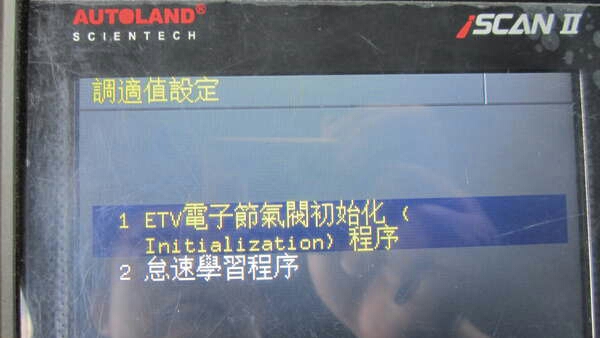 AUTOLAND®
SCIENTECH
iSCAN II
調適值設定
1 ETV電子節氣閥初始化 (
Initialization) 程序
2 怠速學習程序